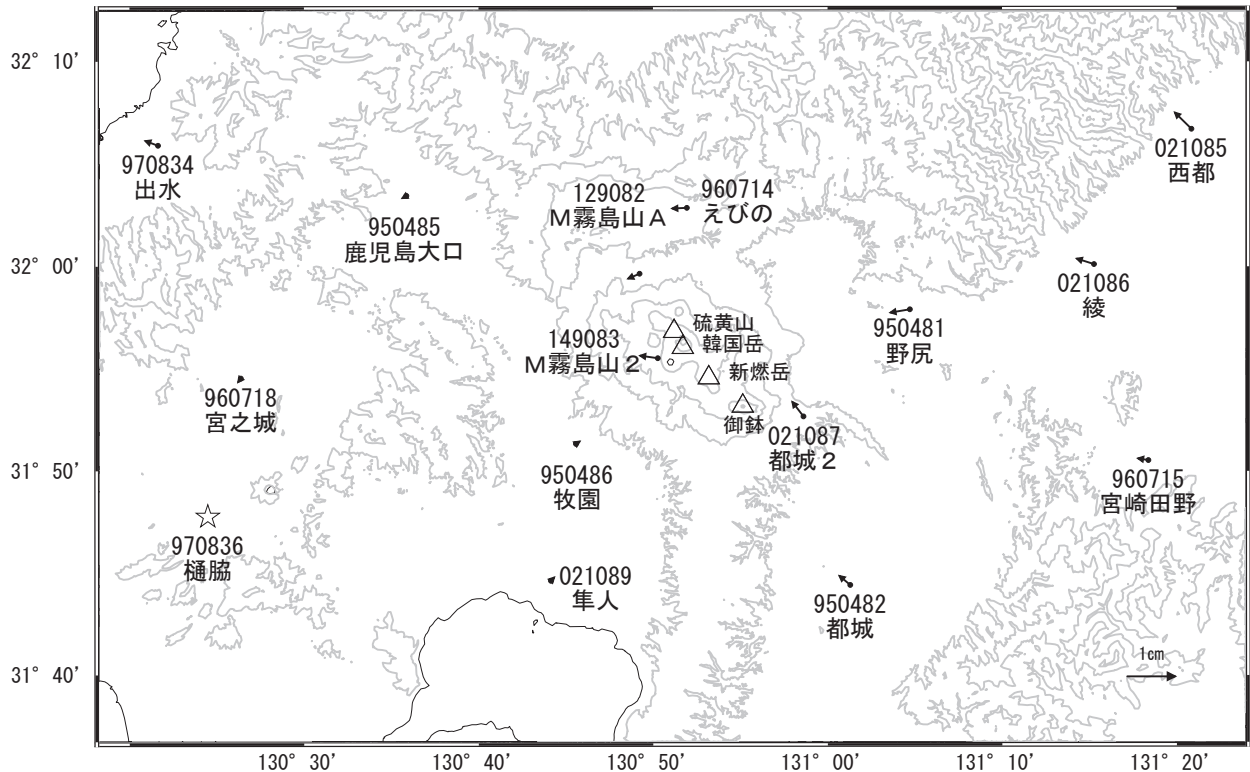 32° 10'
970834
出水
021085
西都
129082
M霧島山A
960714
えびの
950485
鹿児島大口
32° 00'
021086
綾
950481
野尻
硫黄山
韓国岳
149083
M霧島山2
新燃岳
960718
宮之城
御鉢
021087
都城2
31° 50'
950486
牧園
960715
宮崎田野
970836
樋脇
021089
隼人
950482
都城
1cm
31° 40'
130° 30'
130° 40'
130° 50'
131° 00'
131° 10'
131° 20'